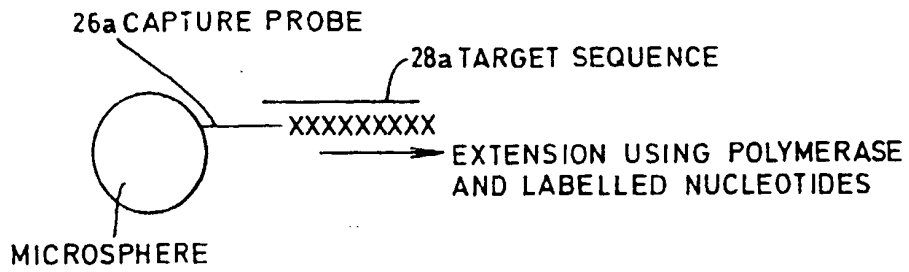 26a CAPTURE PROBE
28a TARGET SEQUENCE
XXXXXXXXX
EXTENSION USING POLYMERASE
AND LABELLED NUCLEOTIDES
MICROSPHERE